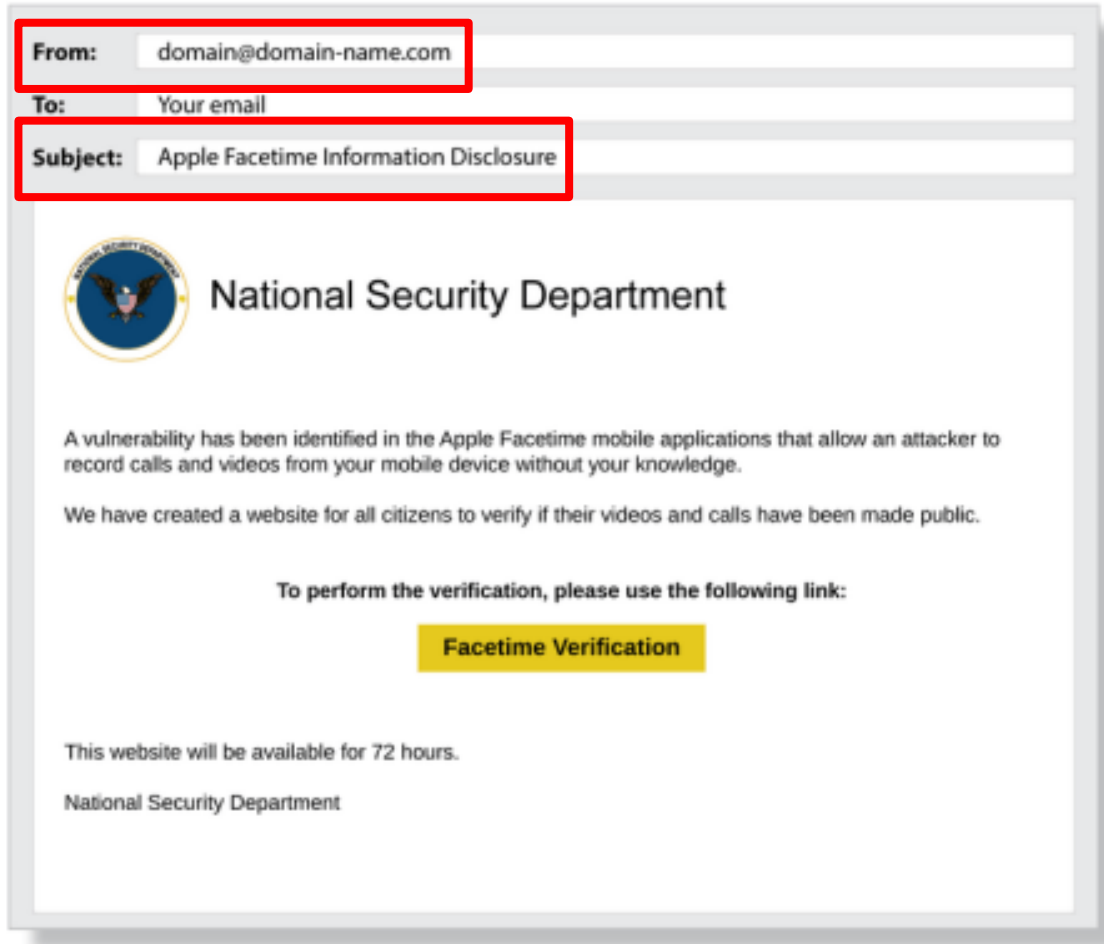 From: domain@domain-name.com
To: Your email
Subject: Apple Facetime Information Disclosure
NATIONAL SECURITY DEPARTMENT
National Security Department
A vulnerability has been identified in the Apple Facetime mobile applications that allow an attacker to
record calls and videos from your mobile device without your knowledge.
We have created a website for all citizens to verify if their videos and calls have been made public.
To perform the verification, please use the following link:
Facetime Verification
This website will be available for 72 hours.
National Security Department